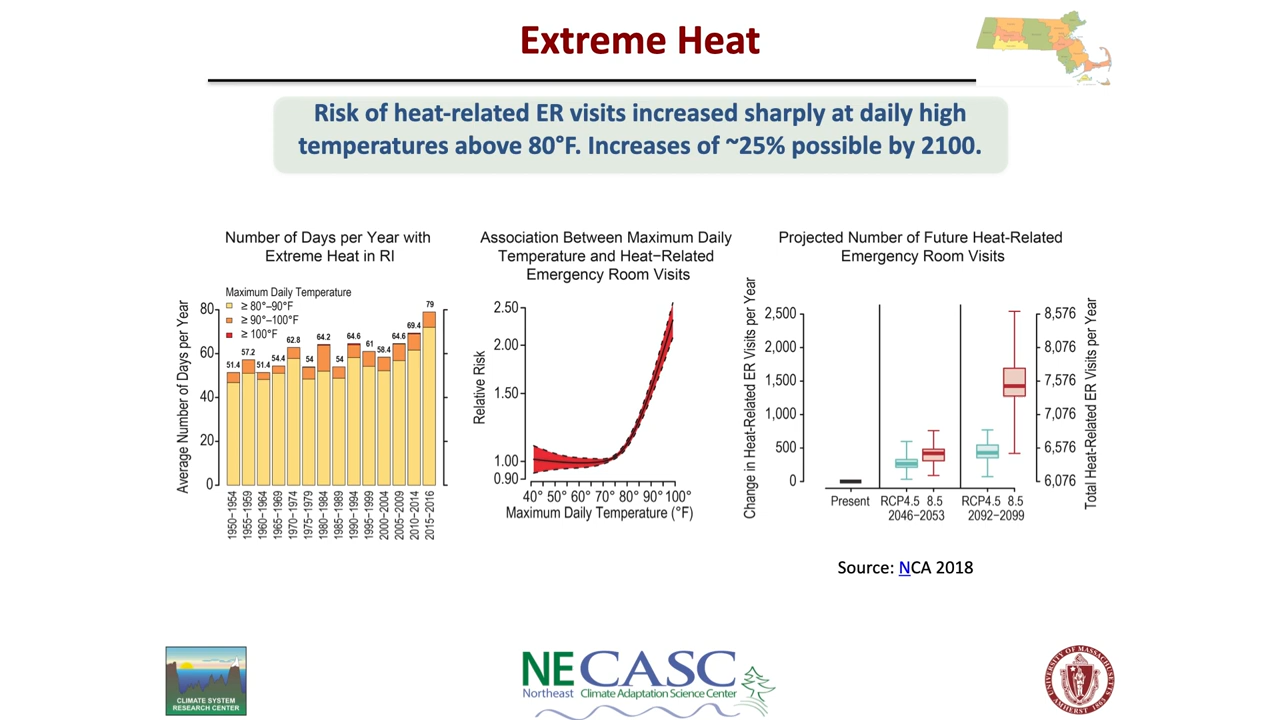 Extreme Heat
Risk of heat-related ER visits increased sharply at daily high
temperatures above 80°F. Increases of ~25% possible by 2100.
Number of Days per Year with
Extreme Heat in RI
Maximum Daily Temperature
≥ 80°–90°F
≥ 90°–100°F
≥ 100°F
Average Number of Days per Year
80
60
40
20
0
51.4
57.2
51.4
54.4
62.8
54
64.2
54
64.6
61
58.4
64.6
69.4
79
1950–1954
1955–1959
1960–1964
1965–1969
1970–1974
1975–1979
1980–1984
1985–1989
1990–1994
1995–1999
2000–2004
2005–2009
2010–2014
2015–2016
Association Between Maximum Daily
Temperature and Heat–Related
Emergency Room Visits
Relative Risk
2.50
2.00
1.50
1.00
0.90
40° 50° 60° 70° 80° 90° 100°
Maximum Daily Temperature (°F)
Projected Number of Future Heat-Related
Emergency Room Visits
Change in Heat-Related ER Visits per Year
2,500
2,000
1,500
1,000
500
0
8,576
8,076
7,576
7,076
6,576
6,076
Total Heat-Related ER Visits per Year
Present RCP4.5 8.5 RCP4.5 8.5
2046–2053 2092–2099
Source: NCA 2018
CLIMATE SYSTEM
RESEARCH CENTER
NECASC
Northeast Climate Adaptation Science Center
UNIVERSITY OF MASSACHUSETTS
AMHERST 1863